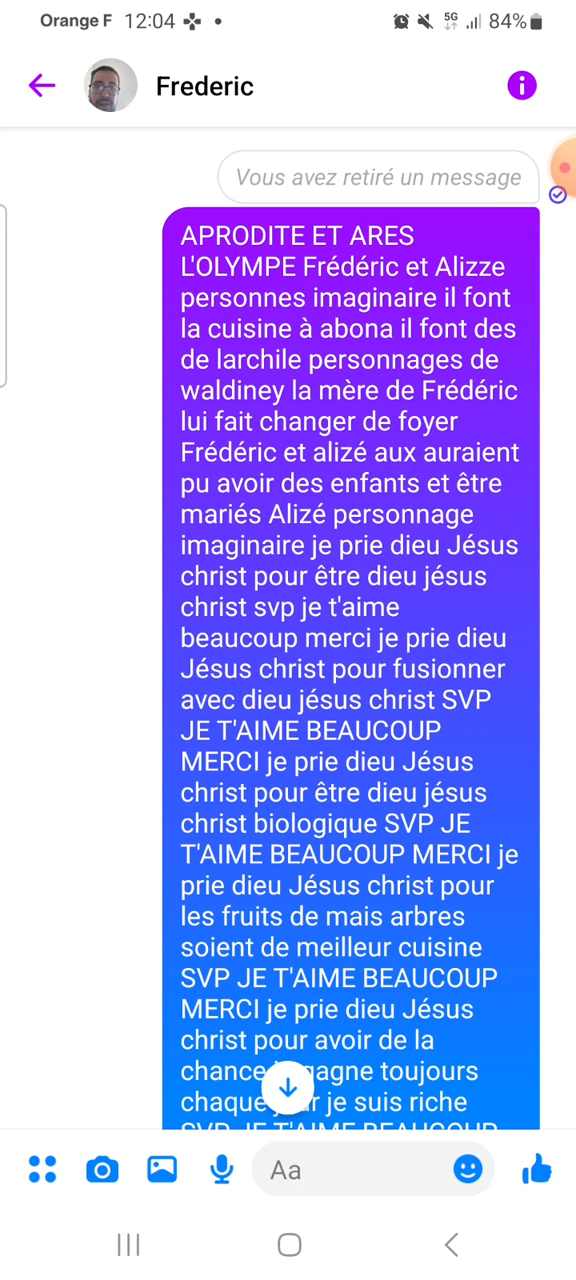 Orange F 12:04
5G 84%
Frederic
Vous avez retiré un message
APRODITE ET ARES
L'OLYMPE Frédéric et Alizze
personnes imaginaire il font
la cuisine à abona il font des
de larchile personnages de
waldiney la mère de Frédéric
lui fait changer de foyer
Frédéric et alizé aux auraient
pu avoir des enfants et être
mariés Alizé personnage
imaginaire je prie dieu Jésus
christ pour être dieu jésus
christ svp je t'aime
beaucoup merci je prie dieu
Jésus christ pour fusionner
avec dieu jésus christ SVP
JE T'AIME BEAUCOUP
MERCI je prie dieu Jésus
christ pour être dieu jésus
christ biologique SVP JE
T'AIME BEAUCOUP MERCI je
prie dieu Jésus christ pour
les fruits de mais arbres
soient de meilleur cuisine
SVP JE T'AIME BEAUCOUP
MERCI je prie dieu Jésus
christ pour avoir de la
chance toujours
je suis riche
SVP JE T'AIME BEAUCOUP
Aa